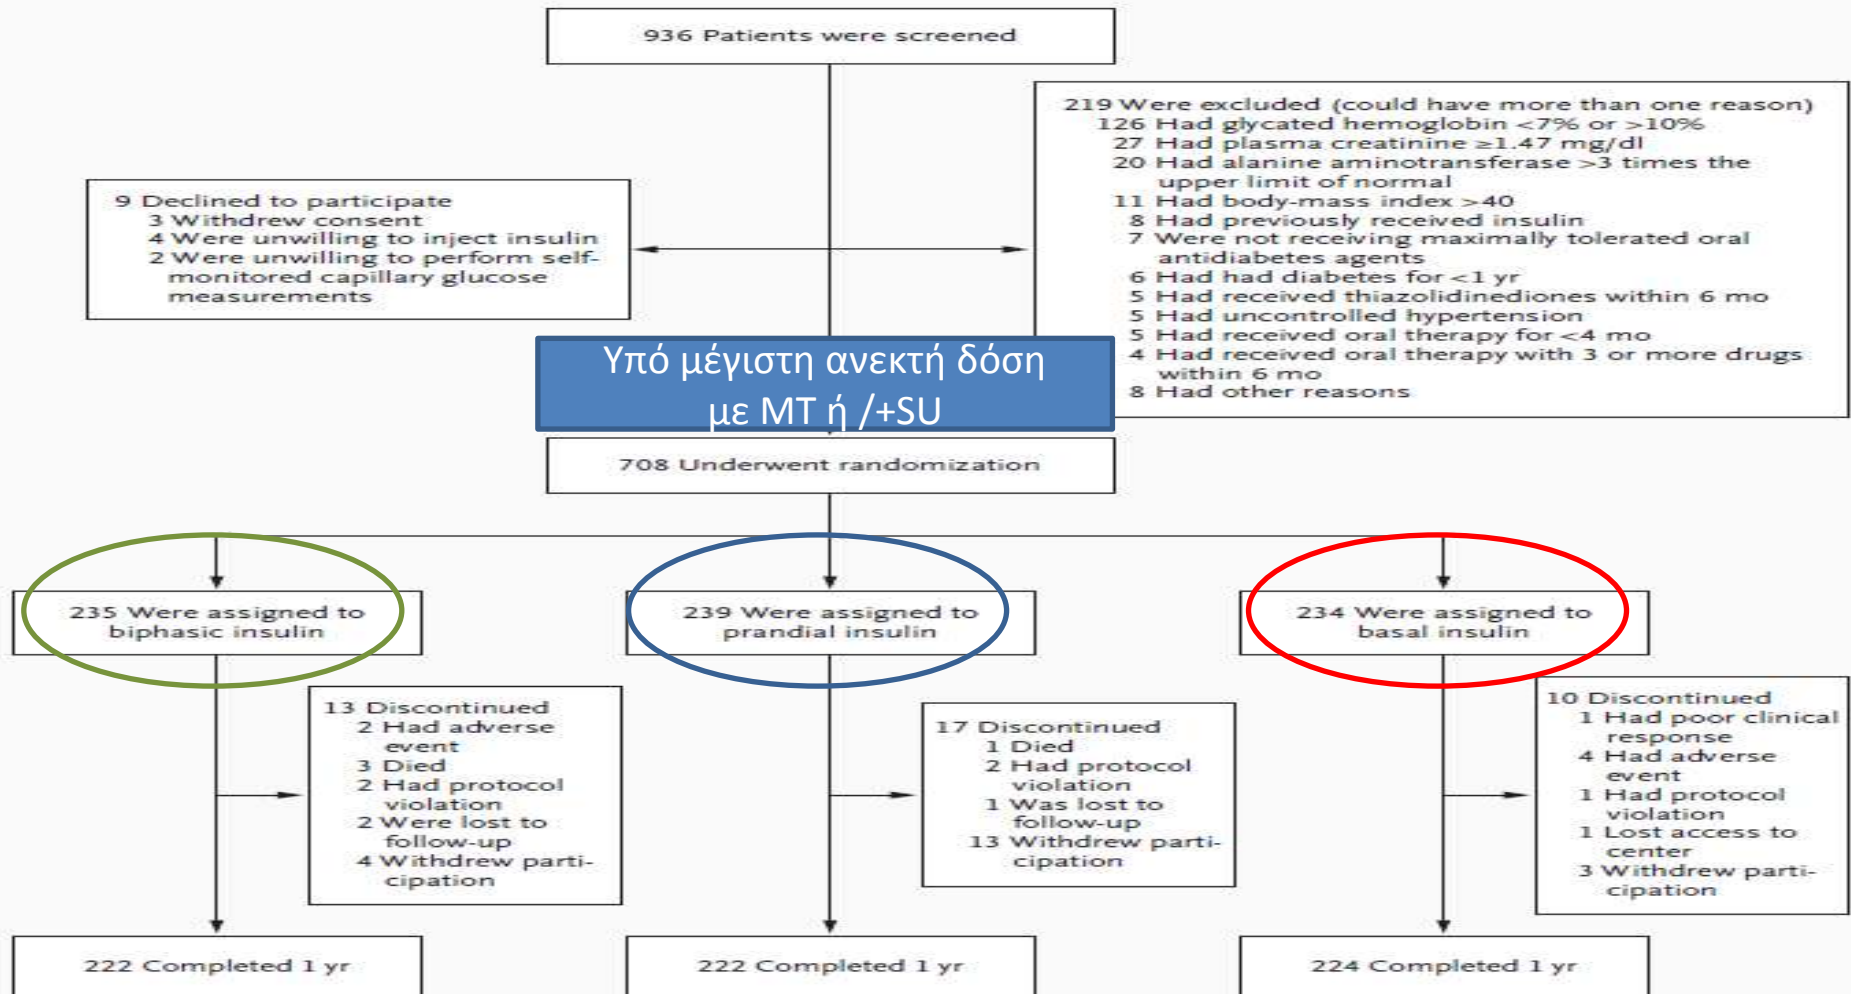 936 Patients were screened
219 Were excluded (could have more than one reason)
126 Had glycated hemoglobin <7% or >10%
27 Had plasma creatinine ≥1.47 mg/dl
20 Had alanine aminotransferase >3 times the
upper limit of normal
11 Had body-mass index >40
8 Had previously received insulin
7 Were not receiving maximally tolerated oral
antidiabetes agents
6 Had had diabetes for <1 yr
5 Had received thiazolidinediones within 6 mo
5 Had uncontrolled hypertension
5 Had received oral therapy for <4 mo
4 Had received oral therapy with 3 or more drugs
within 6 mo
8 Had other reasons
9 Declined to participate
3 Withdrew consent
4 Were unwilling to inject insulin
2 Were unwilling to perform self-
monitored capillary glucose
measurements
Υπό μέγιστη ανεκτή δόση
με ΜΤ ή /+SU
708 Underwent randomization
235 Were assigned to
biphasic insulin
239 Were assigned to
prandial insulin
234 Were assigned to
basal insulin
13 Discontinued
2 Had adverse
event
3 Died
2 Had protocol
violation
2 Were lost to
follow-up
4 Withdrew parti-
cipation
17 Discontinued
1 Died
2 Had protocol
violation
1 Was lost to
follow-up
13 Withdrew parti-
cipation
10 Discontinued
1 Had poor clinical
response
4 Had adverse
event
1 Had protocol
violation
1 Lost access to
center
3 Withdrew parti-
cipation
222 Completed 1 yr
222 Completed 1 yr
224 Completed 1 yr